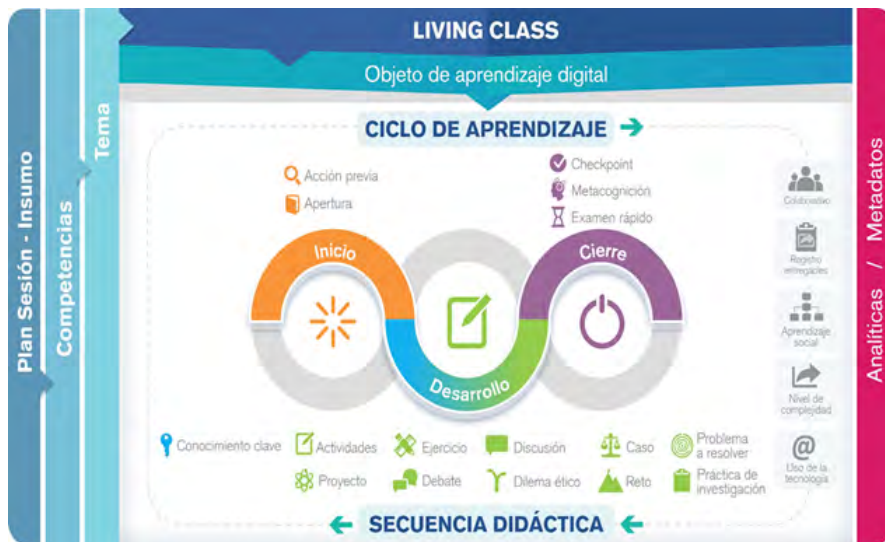 LIVING CLASS
Objeto de aprendizaje digital
Plan Sesión - Insumo
Competencias
Tema
CICLO DE APRENDIZAJE
Acción previa
Apertura
Checkpoint
Metacognición
Examen rápido
Inicio
Desarrollo
Cierre
Colaborativo
Registro
entregables
Aprendizaje
social
Nivel de
complejidad
@
Uso de la
tecnología
Conocimiento clave
Actividades
Ejercicio
Discusión
Caso
Problema
a resolver
Proyecto
Debate
Dilema ético
Reto
Práctica de
investigación
SECUENCIA DIDÁCTICA
Analíticas / Metadatos